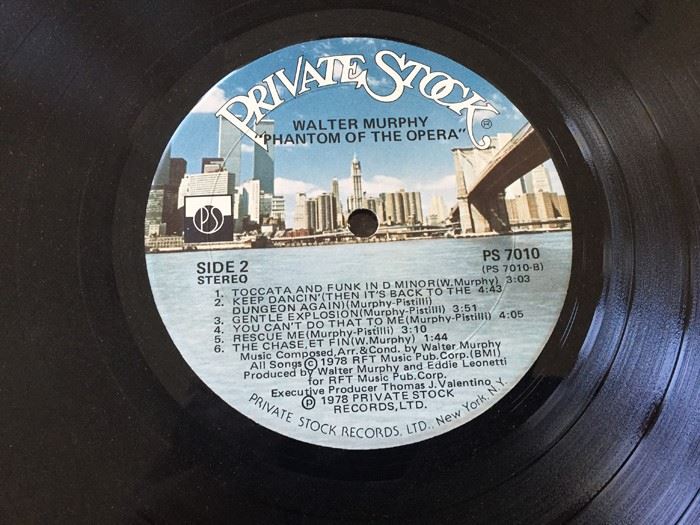 PRIVATE STOCK ®
WALTER MURPHY
"PHANTOM OF THE OPERA"
PS
SIDE 2
STEREO
PS 7010
(PS 7010-B)
1. TOCCATA AND FUNK IN D MINOR(W.Murphy) 3:03
2. KEEP DANCIN'(THEN IT'S BACK TO THE 4:43
DUNGEON AGAIN)(Murphy-Pistilli)
3. GENTLE EXPLOSION(Murphy-Pistilli) 3:51
4. YOU CAN'T DO THAT TO ME(Murphy-Pistilli) 4:05
5. RESCUE ME(Murphy-Pistilli) 3:10
6. THE CHASE,ET FIN(W.Murphy) 1:44
Music Composed,Arr.& Cond. by Walter Murphy
All Songs © 1978 RFT Music Pub.Corp.(BMI)
Produced by Walter Murphy and Eddie Leonetti
for RFT Music Pub.Corp.
Executive Producer Thomas J. Valentino
℗ 1978 PRIVATE STOCK
RECORDS,LTD.
PRIVATE STOCK RECORDS, LTD., New York, N.Y.